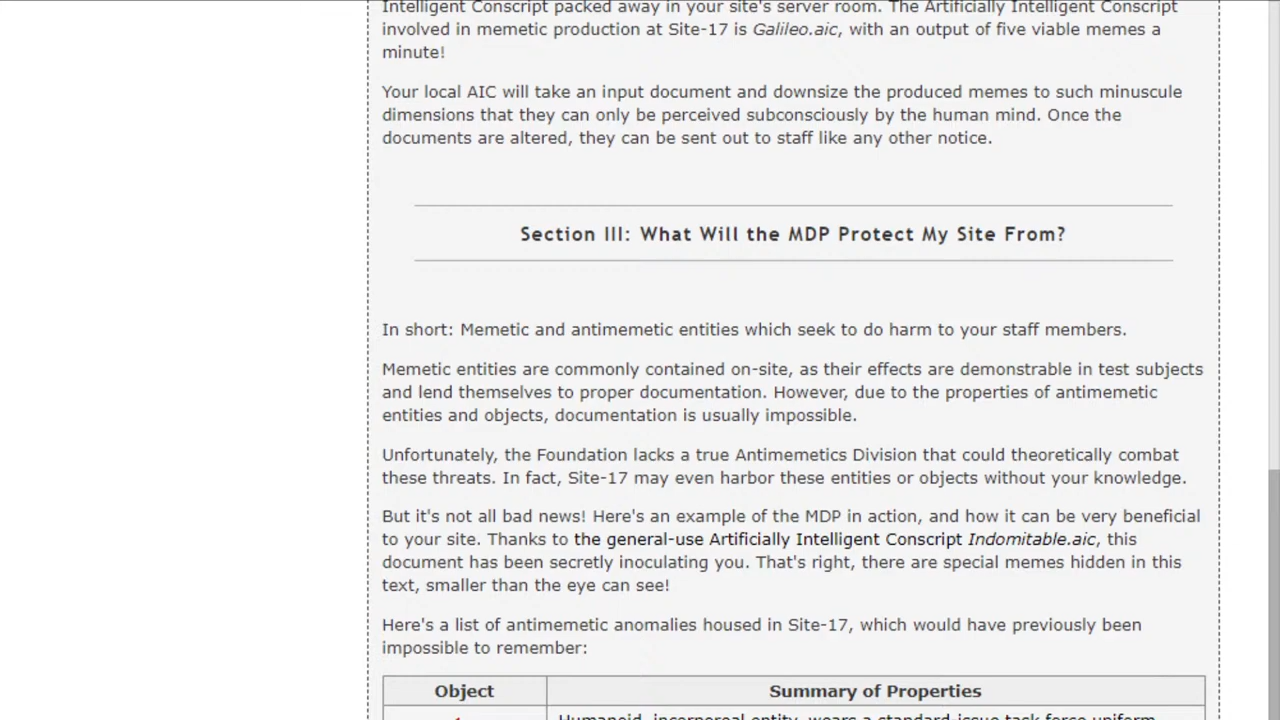 Intelligent Conscript packed away in your site's server room. The Artificially Intelligent Conscript
involved in memetic production at Site-17 is Galileo.aic, with an output of five viable memes a
minute!
Your local AIC will take an input document and downsize the produced memes to such minuscule
dimensions that they can only be perceived subconsciously by the human mind. Once the
documents are altered, they can be sent out to staff like any other notice.
Section III: What Will the MDP Protect My Site From?
In short: Memetic and antimemetic entities which seek to do harm to your staff members.
Memetic entities are commonly contained on-site, as their effects are demonstrable in test subjects
and lend themselves to proper documentation. However, due to the properties of antimemetic
entities and objects, documentation is usually impossible.
Unfortunately, the Foundation lacks a true Antimemetics Division that could theoretically combat
these threats. In fact, Site-17 may even harbor these entities or objects without your knowledge.
But it's not all bad news! Here's an example of the MDP in action, and how it can be very beneficial
to your site. Thanks to the general-use Artificially Intelligent Conscript Indomitable.aic, this
document has been secretly inoculating you. That's right, there are special memes hidden in this
text, smaller than the eye can see!
Here's a list of antimemetic anomalies housed in Site-17, which would have previously been
impossible to remember:
Object Summary of Properties
Humanoid, incorporeal entity, wears a standard-issue task force uniform